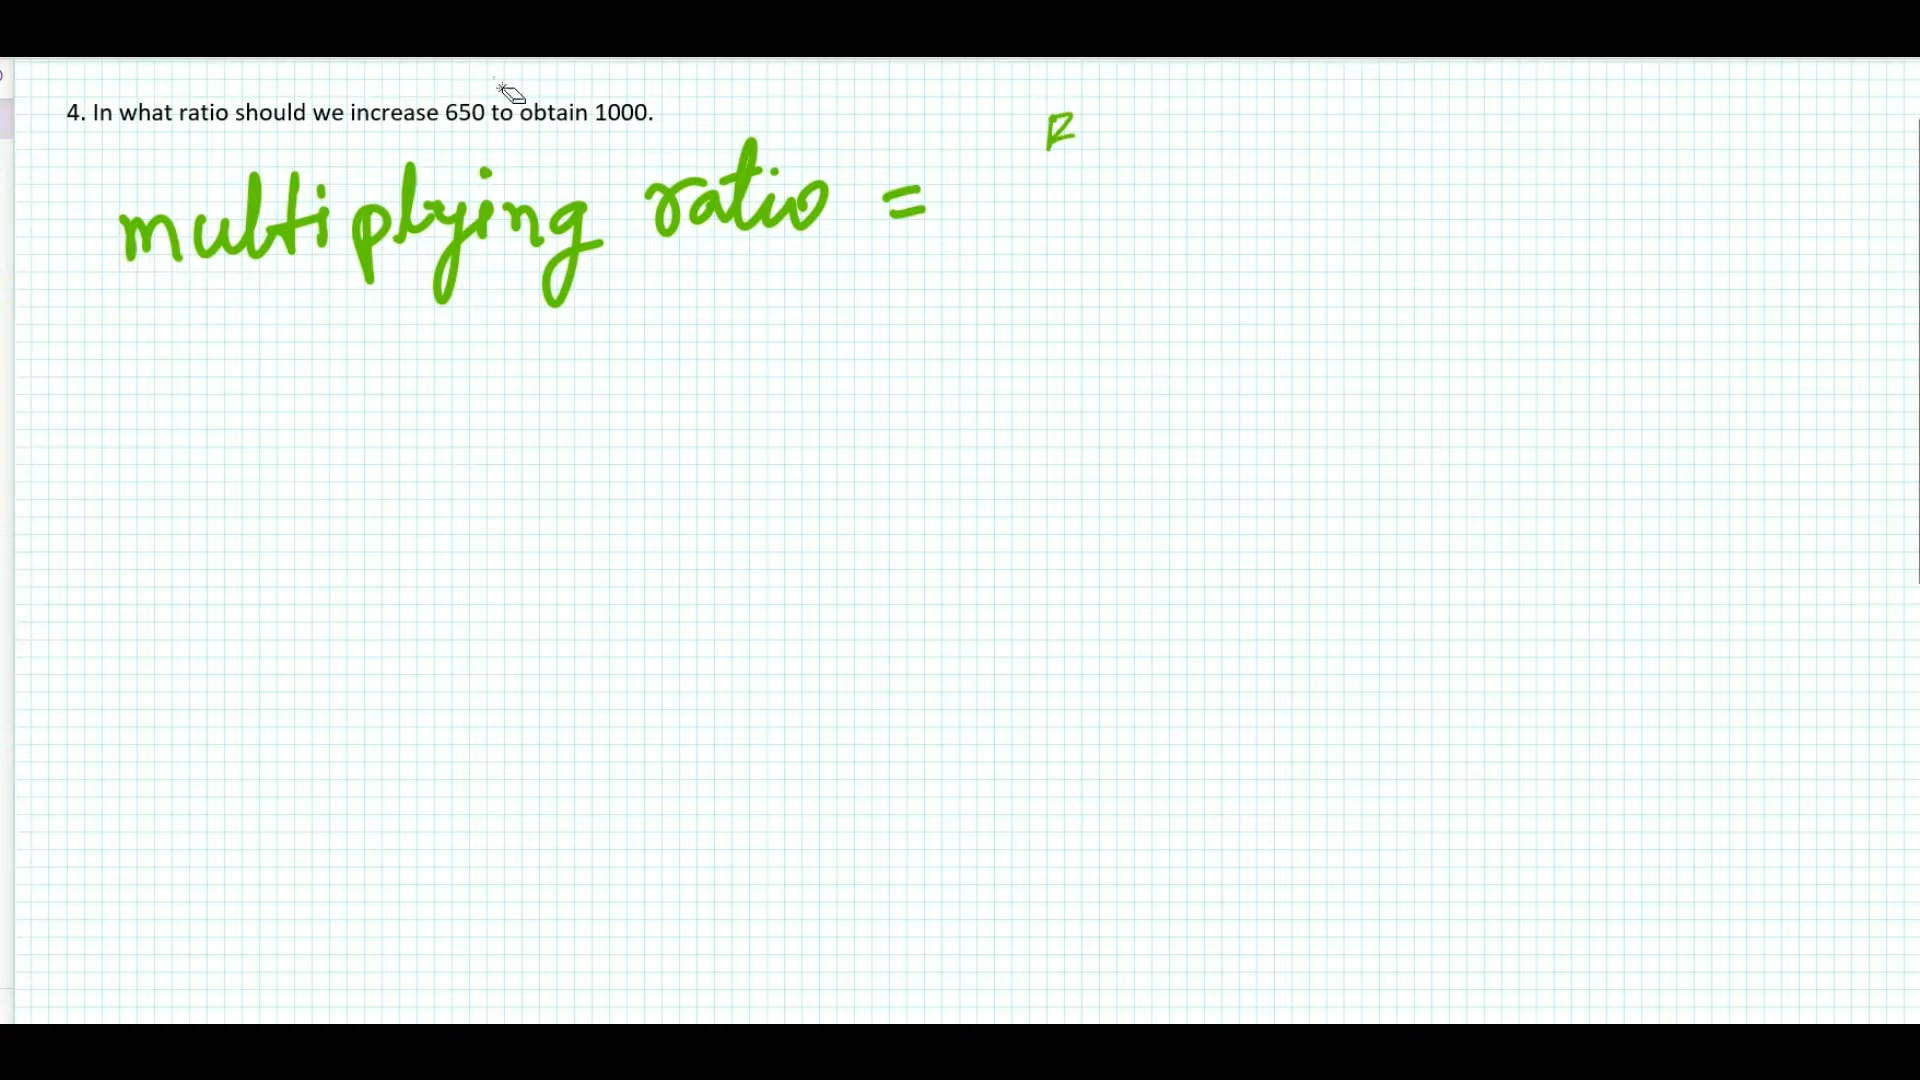 4. In what ratio should we increase 650 to obtain 1000.
multiplying ratio =